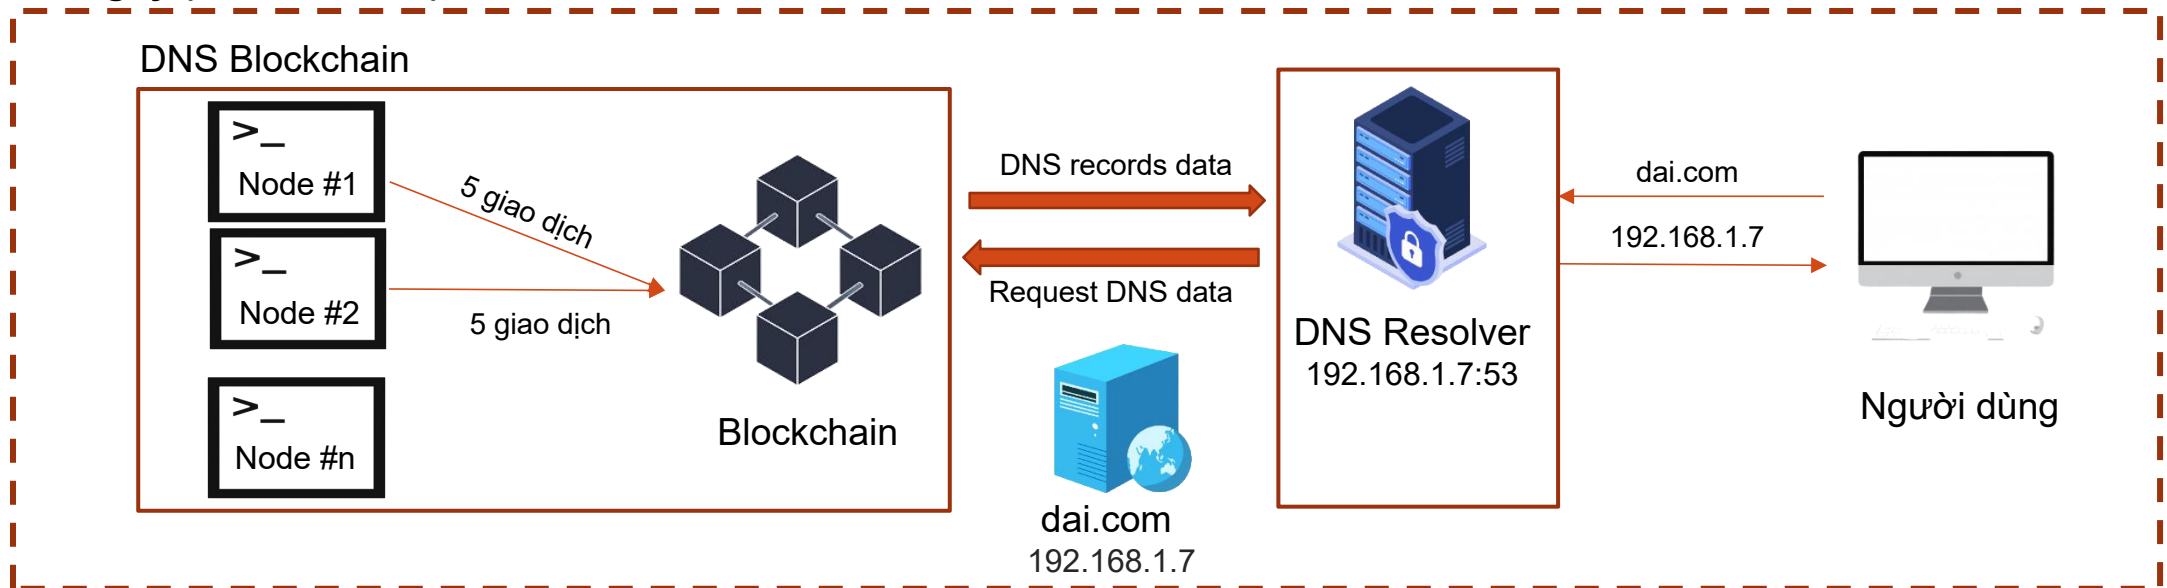 DNS Blockchain
>_
Node #1
>_
Node #2
>_
Node #n
5 giao dịch
5 giao dịch
Blockchain
DNS records data
Request DNS data
dai.com
192.168.1.7
DNS Resolver
192.168.1.7:53
dai.com
192.168.1.7
Người dùng